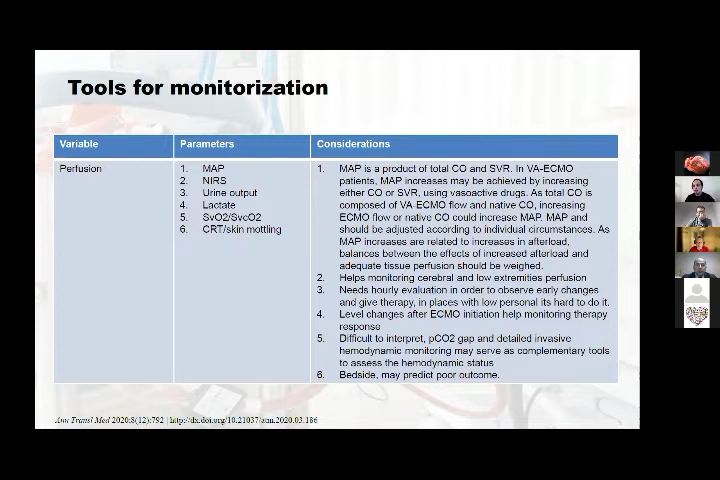 Tools for monitorization
Variable
Parameters
Considerations
Perfusion
1. MAP
2. NIRS
3. Urine output
4. Lactate
5. SvO2/SvcO2
6. CRT/skin mottling
1. MAP is a product of total CO and SVR. In VA-ECMO
patients, MAP increases may be achieved by increasing
either CO or SVR, using vasoactive drugs. As total CO is
composed of VA-ECMO flow and native CO, increasing
ECMO flow or native CO could increase MAP. MAP and
should be adjusted according to individual circumstances. As
MAP increases are related to increases in afterload,
balances between the effects of increased afterload and
adequate tissue perfusion should be weighed.
2. Helps monitoring cerebral and low extremities perfusion
3. Needs hourly evaluation in order to observe early changes
and give therapy, in places with low personal its hard to do it.
4. Level changes after ECMO initiation help monitoring therapy
response
5. Difficult to interpret, pCO2 gap and detailed invasive
hemodynamic monitoring may serve as complementary tools
to assess the hemodynamic status
6. Bedside, may predict poor outcome.
Ann Transl Med 2020;8(12):792 | http://dx.doi.org/10.21037/atm.2020.03.186